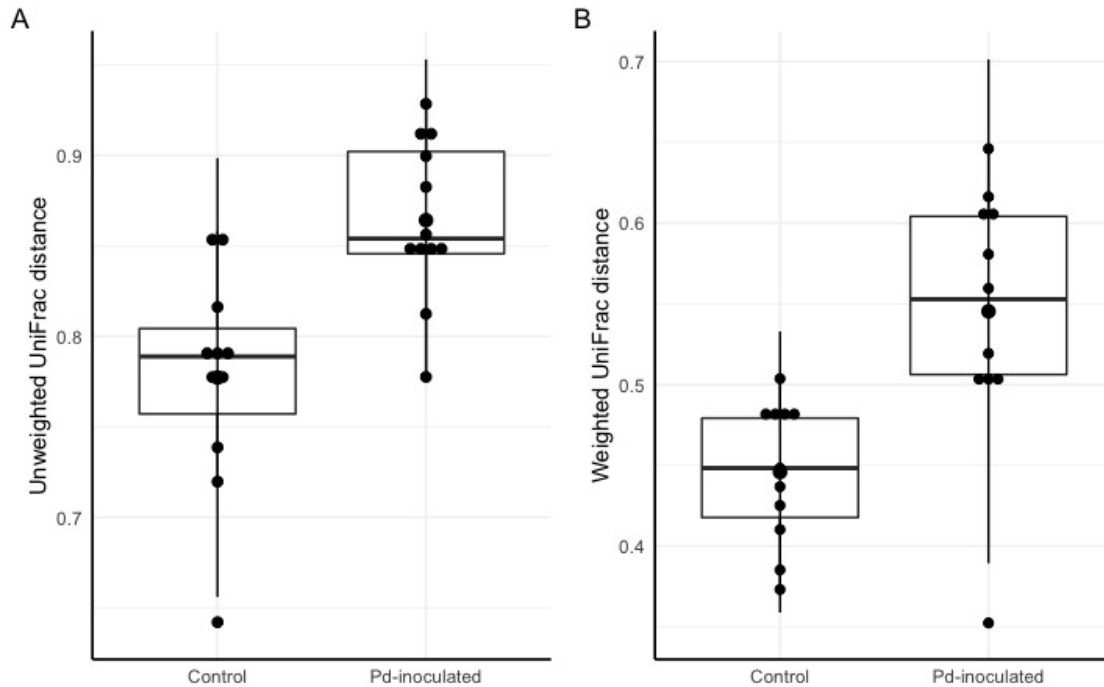 A
Unweighted UniFrac distance
0.9
0.8
0.7
Control
Pd-inoculated
B
Weighted UniFrac distance
0.7
0.6
0.5
0.4
Control
Pd-inoculated